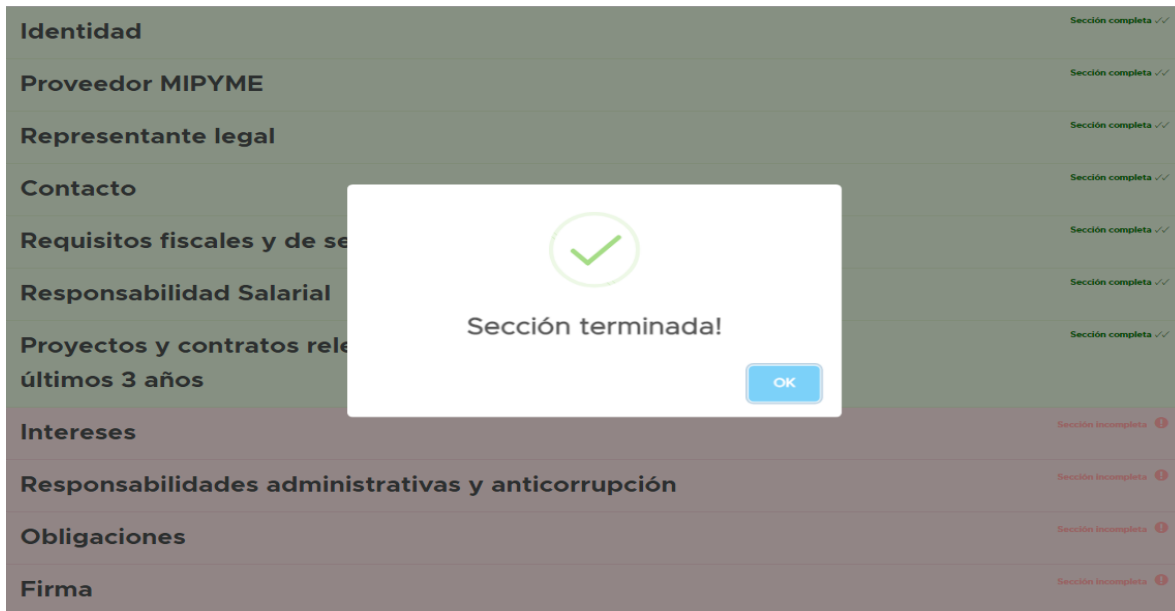 Identidad
Sección completa ✓✓
Proveedor MIPYME
Sección completa ✓✓
Representante legal
Sección completa ✓✓
Contacto
Sección completa ✓✓
Requisitos fiscales y de se
Sección completa ✓✓
Responsabilidad Salarial
Sección completa ✓✓
Proyectos y contratos rele
Sección completa ✓✓
últimos 3 años
Sección terminada!
OK
Intereses
Sección incompleta
Responsabilidades administrativas y anticorrupción
Sección incompleta
Obligaciones
Sección incompleta
Firma
Sección incompleta